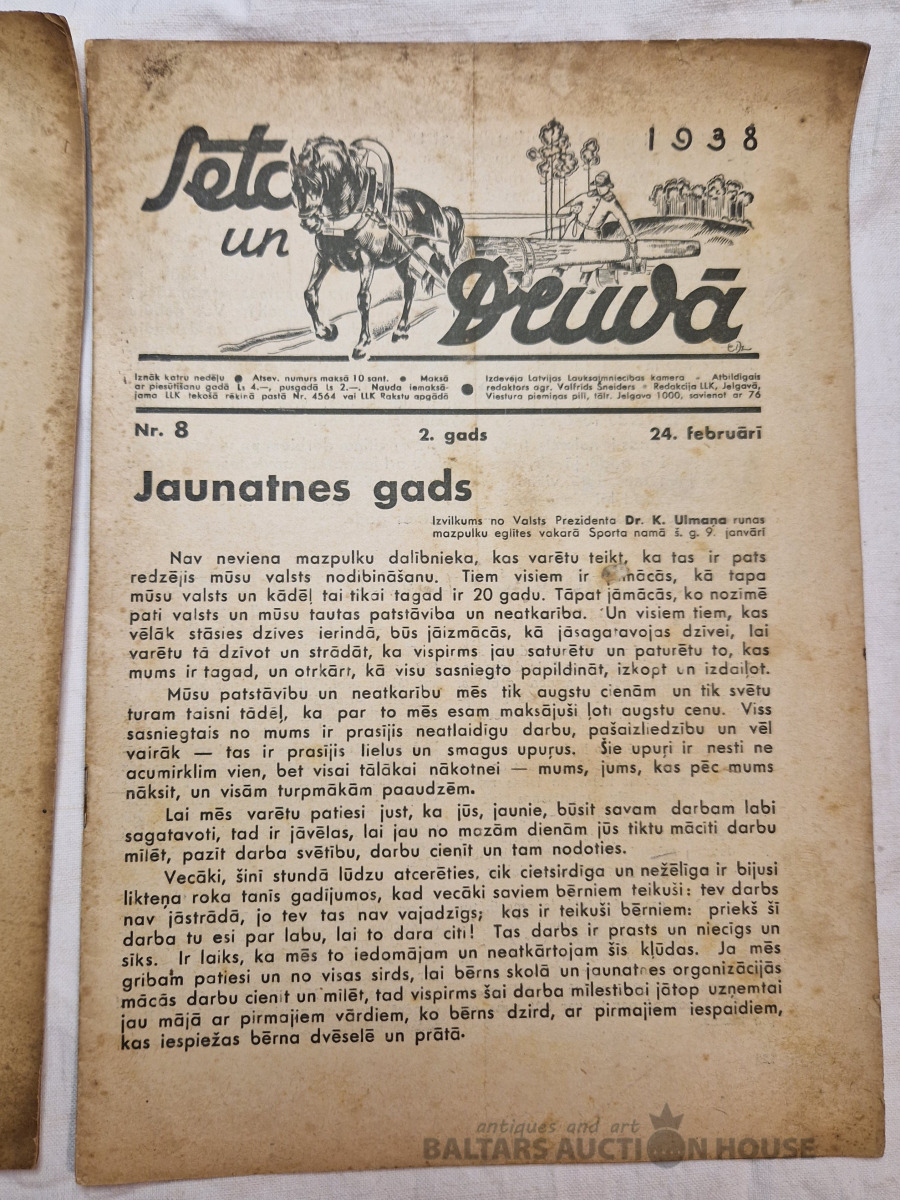 Seta
un
Druvā
1938
Iznāk katru nedēļu ● Atsev. numurs maksā 10 sant. ● Maksā
ar piesūtīšanu gadā Ls 4.—, pusgadā Ls 2.—. Nauda iemaksā-
jama LLK tekošā rēķinā pastā Nr. 4564 vai LLK Rakstu apgādā
●
Izdevēja Latvijas Lauksaimniecības kamera • Atbildīgais
redaktors agr. Valfrīds Šneiders • Redakcija LLK, Jelgavā,
Viestura piemiņas pilī, tālr. Jelgava 1000, savienot ar 76
Nr. 8
2. gads
24. februārī
Jaunatnes gads
Izvilkums no Valsts Prezidenta Dr. K. Ulmaņa runas
mazpulku eglītes vakarā Sporta namā š. g. 9. janvārī
Nav neviena mazpulku dalībnieka, kas varētu teikt, ka tas ir pats
redzējis mūsu valsts nodibināšanu. Tiem visiem ir jāmācās, kā tapa
mūsu valsts un kādēļ tai tikai tagad ir 20 gadu. Tāpat jāmācās, ko nozīmē
pati valsts un mūsu tautas patstāvība un neatkarība. Un visiem tiem, kas
vēlāk stāsies dzīves ierindā, būs jāizmācās, kā jāsagatavojas dzīvei, lai
varētu tā dzīvot un strādāt, ka vispirms jau saturētu un paturētu to, kas
mums ir tagad, un otrkārt, kā visu sasniegto papildināt, izkopt un izdaiļot.
Mūsu patstāvību un neatkarību mēs tik augstu cienām un tik svētu
turam taisni tādēļ, ka par to mēs esam maksājuši ļoti augstu cenu. Viss
sasniegtais no mums ir prasījis neatlaidīgu darbu, pašaizliedzību un vēl
vairāk — tas ir prasījis lielus un smagus upuŗus. Šie upuŗi ir nesti ne
acumirklim vien, bet visai tālākai nākotnei — mums, jums, kas pēc mums
nāksit, un visām turpmākām paaudzēm.
Lai mēs varētu patiesi just, ka jūs, jaunie, būsit savam darbam labi
sagatavoti, tad ir jāvēlas, lai jau no mazām dienām jūs tiktu mācīti darbu
mīlēt, pazīt darba svētību, darbu cienīt un tam nodoties.
Vecāki, šinī stundā lūdzu atcerēties, cik cietsirdīga un nežēlīga ir bijusi
likteņa roka tanīs gadījumos, kad vecāki saviem bērniem teikuši: tev darbs
nav jāstrādā, jo tev tas nav vajadzīgs; kas ir teikuši bērniem: priekš šī
darba tu esi par labu, lai to dara citi! Tas darbs ir prasts un niecīgs un
sīks. Ir laiks, ka mēs to iedomājam un neatkārtojam šīs kļūdas. Ja mēs
gribam patiesi un no visas sirds, lai bērns skolā un jaunatnes organizācijās
mācās darbu cienīt un mīlēt, tad vispirms šai darba mīlestībai jātop uzņemtai
jau mājā ar pirmajiem vārdiem, ko bērns dzird, ar pirmajiem iespaidiem,
kas iespiežas bērna dvēselē un prātā.
antiques and art
BALTARS AUCTION HOUSE